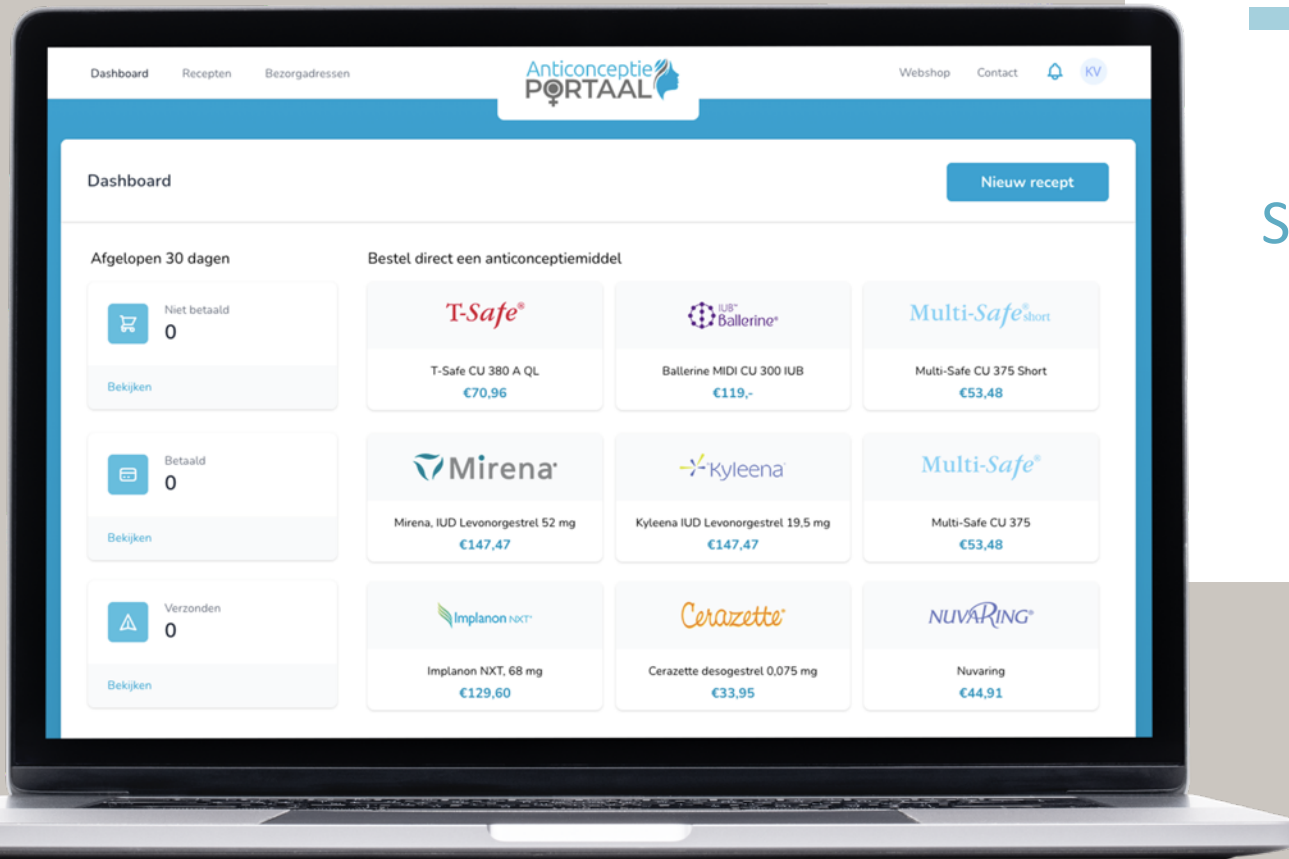 Dashboard Recepten Bezorgadressen
Anticonceptie
PORTAAL
Webshop Contact KV
Dashboard
Nieuw recept
Afgelopen 30 dagen
Niet betaald
0
Bekijken
Betaald
0
Bekijken
Verzonden
0
Bekijken
Bestel direct een anticonceptiemiddel
T-Safe®
T-Safe CU 380 A QL
€70,96
IUB™
Ballerine®
Ballerine MIDI CU 300 IUB
€119,-
Multi-Safe® short
Multi-Safe CU 375 Short
€53,48
Mirena
Mirena, IUD Levonorgestrel 52 mg
€147,47
Kyleena
Kyleena IUD Levonorgestrel 19,5 mg
€147,47
Multi-Safe®
Multi-Safe CU 375
€53,48
Implanon NXT®
Implanon NXT, 68 mg
€129,60
Cerazette®
Cerazette desogestrel 0,075 mg
€33,95
NUVARING®
Nuvaring
€44,91
S